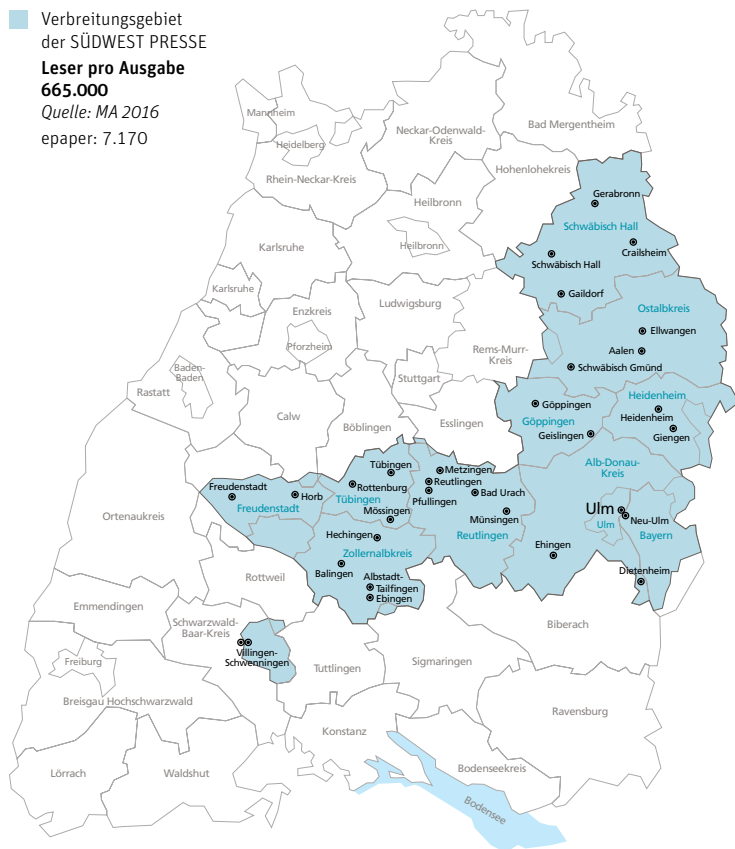 Verbreitungsgebiet
der SÜDWEST PRESSE
Leser pro Ausgabe
665.000
Quelle: MA 2016
epaper: 7.170
Mannheim
Heidelberg
Rhein-Neckar-Kreis
Neckar-Odenwald-
Kreis
Bad Mergentheim
Hohenlohekreis
Heilbronn
Heilbronn
Gerabronn
Schwäbisch Hall
Crailsheim
Schwäbisch Hall
Gaildorf
Karlsruhe
Karlsruhe
Enzkreis
Pforzheim
Ludwigsburg
Ostalbkreis
Ellwangen
Aalen
Schwäbisch Gmünd
Rems-Murr-
Kreis
Baden-
Baden
Rastatt
Stuttgart
Calw
Böblingen
Esslingen
Göppingen
Göppingen
Geislingen
Heidenheim
Heidenheim
Giengen
Alb-Donau-
Kreis
Tübingen
Rottenburg
Tübingen
Mössingen
Metzingen
Reutlingen
Pfullingen
Bad Urach
Münsingen
Reutlingen
Freudenstadt
Horb
Freudenstadt
Ortenaukreis
Ulm
Ulm
Neu-Ulm
Bayern
Ehingen
Dietenheim
Hechingen
Zollernalbkreis
Balingen
Albstadt-
Tailfingen
Ebingen
Rottweil
Emmendingen
Schwarzwald-
Baar-Kreis
Villingen-
Schwenningen
Freiburg
Breisgau Hochschwarzwald
Tuttlingen
Sigmaringen
Biberach
Ravensburg
Konstanz
Bodenseekreis
Bodensee
Lörrach
Waldshut